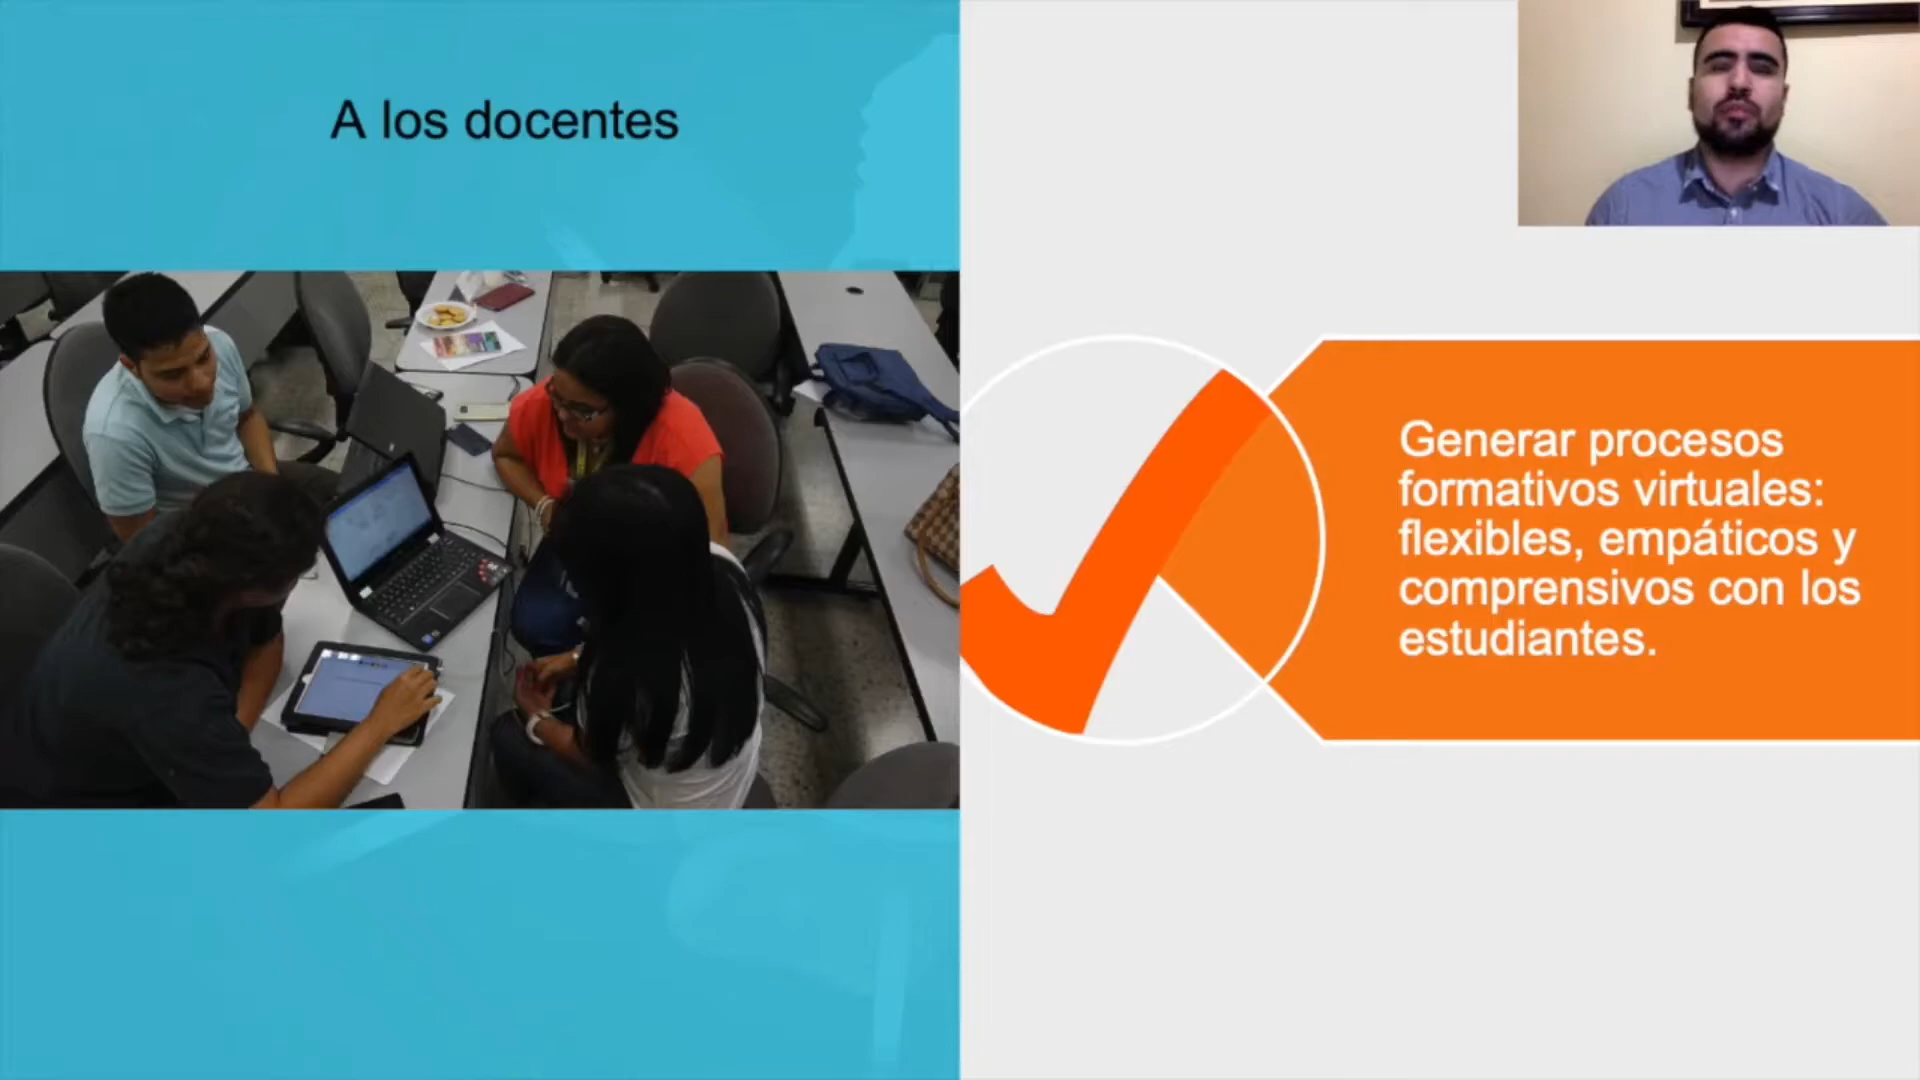 A los docentes
Generar procesos
formativos virtuales:
flexibles, empáticos y
comprensivos con los
estudiantes.